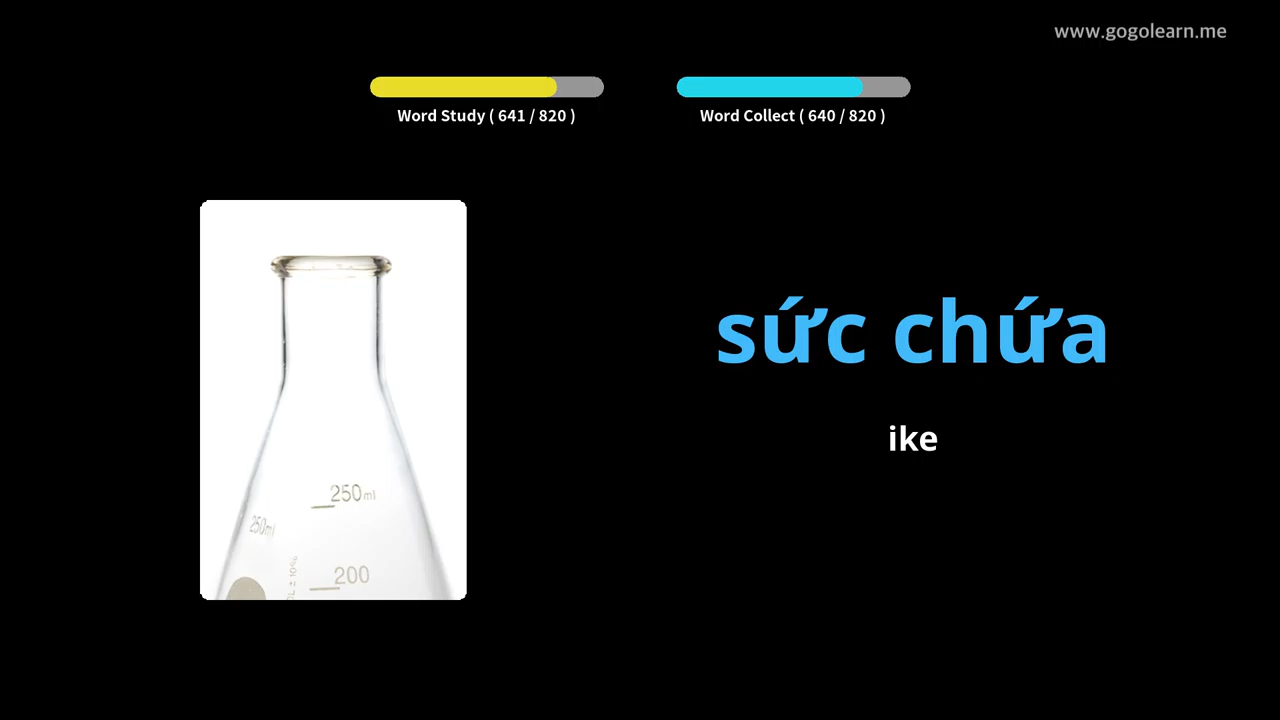 www.gogolearn.me
Word Study ( 641 / 820 )
Word Collect ( 640 / 820 )
sức chứa
ike
250ml
250ml
200